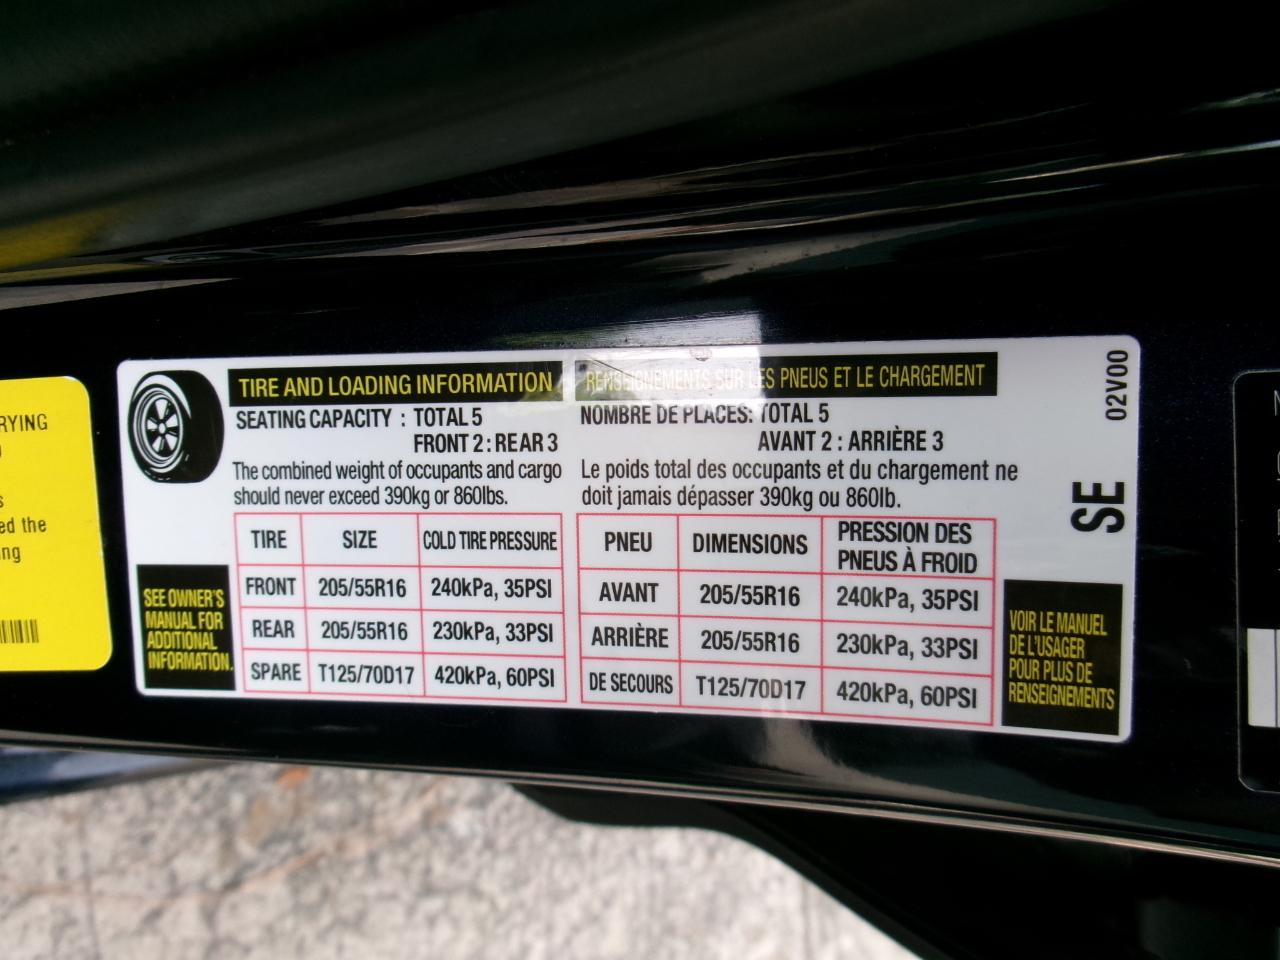 RYING
ed the
TIRE AND LOADING INFORMATION
SEATING CAPACITY : TOTAL 5
FRONT 2 : REAR 3
The combined weight of occupants and cargo
should never exceed 390kg or 860lbs.
TIRE SIZE COLD TIRE PRESSURE
FRONT 205/55R16 240kPa, 35PSI
REAR 205/55R16 230kPa, 33PSI
SPARE T125/70D17 420kPa, 60PSI
SEE OWNER'S
MANUAL FOR
ADDITIONAL
INFORMATION.
RENSEIGNEMENTS SUR LES PNEUS ET LE CHARGEMENT
NOMBRE DE PLACES: TOTAL 5
AVANT 2 : ARRIÈRE 3
Le poids total des occupants et du chargement ne
doit jamais dépasser 390kg ou 860lb.
PNEU DIMENSIONS PRESSION DES
PNEUS À FROID
AVANT 205/55R16 240kPa, 35PSI
ARRIÈRE 205/55R16 230kPa, 33PSI
DE SECOURS T125/70D17 420kPa, 60PSI
VOIR LE MANUEL
DE L'USAGER
POUR PLUS DE
RENSEIGNEMENTS
02V00
SE